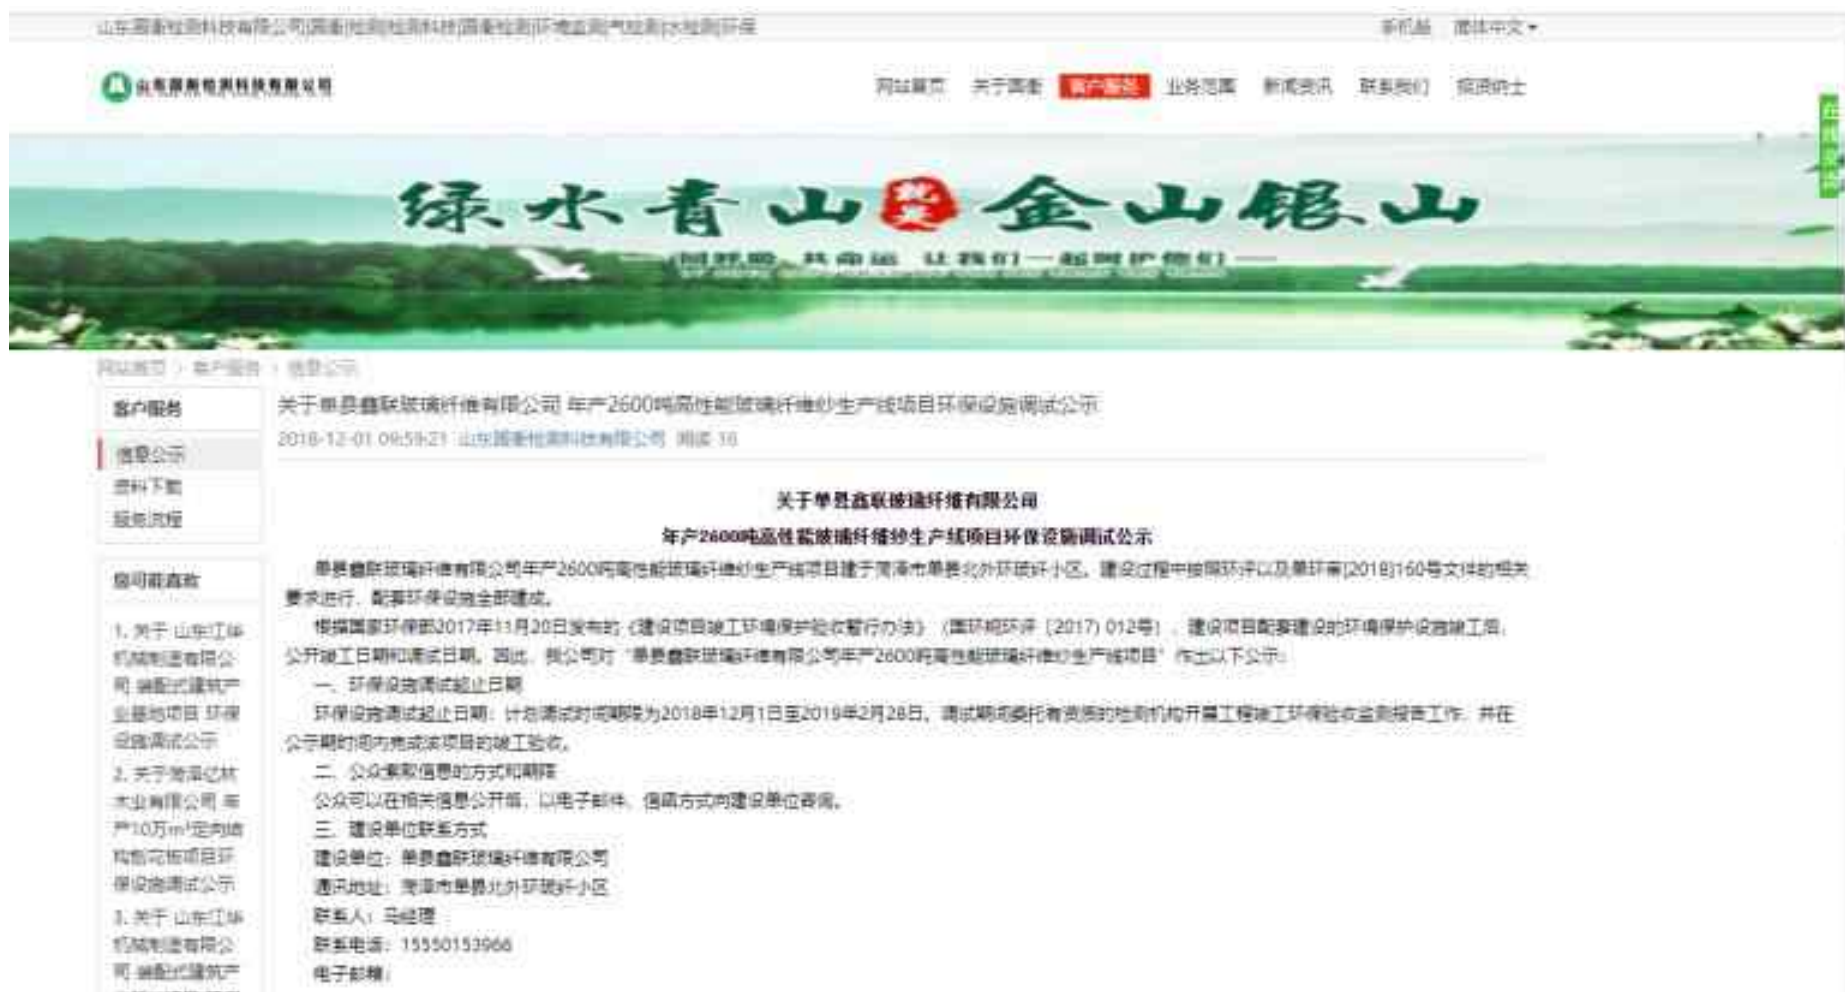 山东国衡检测科技有限公司|国衡|检测|检测科技|国衡检测|环境监测|气检测|水检测|环保
手机站 简体中文
山东国衡检测科技有限公司
网站首页 关于国衡 客户服务 业务范围 新闻资讯 联系我们 招贤纳士
绿水青山 就是 金山银山
同呼吸 共命运 让我们一起呵护他们
网站首页 > 客户服务 > 信息公示
客户服务
信息公示
资料下载
服务流程
您可能喜欢
1. 关于 山东江华
机械制造有限公
司 装配式建筑产
业基地项目 环保
设施调试公示
2. 关于菏泽亿林
木业有限公司 年
产10万m³定向结
构刨花板项目环
保设施调试公示
3. 关于 山东江华
机械制造有限公
司 装配式建筑产
关于单县鑫联玻璃纤维有限公司 年产2600吨高性能玻璃纤维纱生产线项目环保设施调试公示
2018-12-01 09:59:21 山东国衡检测科技有限公司 阅读 16
关于单县鑫联玻璃纤维有限公司
年产2600吨高性能玻璃纤维纱生产线项目环保设施调试公示
单县鑫联玻璃纤维有限公司年产2600吨高性能玻璃纤维纱生产线项目建于菏泽市单县北外环玻纤小区。建设过程中按照环评以及单环审[2018]160号文件的相关
要求进行，配套环保设施全部建成。
根据国家环保部2017年11月20日发布的《建设项目竣工环境保护验收暂行办法》（国环规环评〔2017〕012号），建设项目配套建设的环境保护设施竣工后，
公开竣工日期和调试日期。因此，我公司对“单县鑫联玻璃纤维有限公司年产2600吨高性能玻璃纤维纱生产线项目”作出以下公示：
一、环保设施调试起止日期
环保设施调试起止日期：计划调试时间期限为2018年12月1日至2019年2月28日。调试期间委托有资质的检测机构开展工程竣工环保验收监测报告工作，并在
公示期时间内完成该项目的竣工验收。
二、公众索取信息的方式和期限
公众可以在相关信息公开后，以电子邮件、信函方式向建设单位咨询。
三、建设单位联系方式
建设单位：单县鑫联玻璃纤维有限公司
通讯地址：菏泽市单县北外环玻纤小区
联系人：马经理
联系电话：15550153966
电子邮箱：